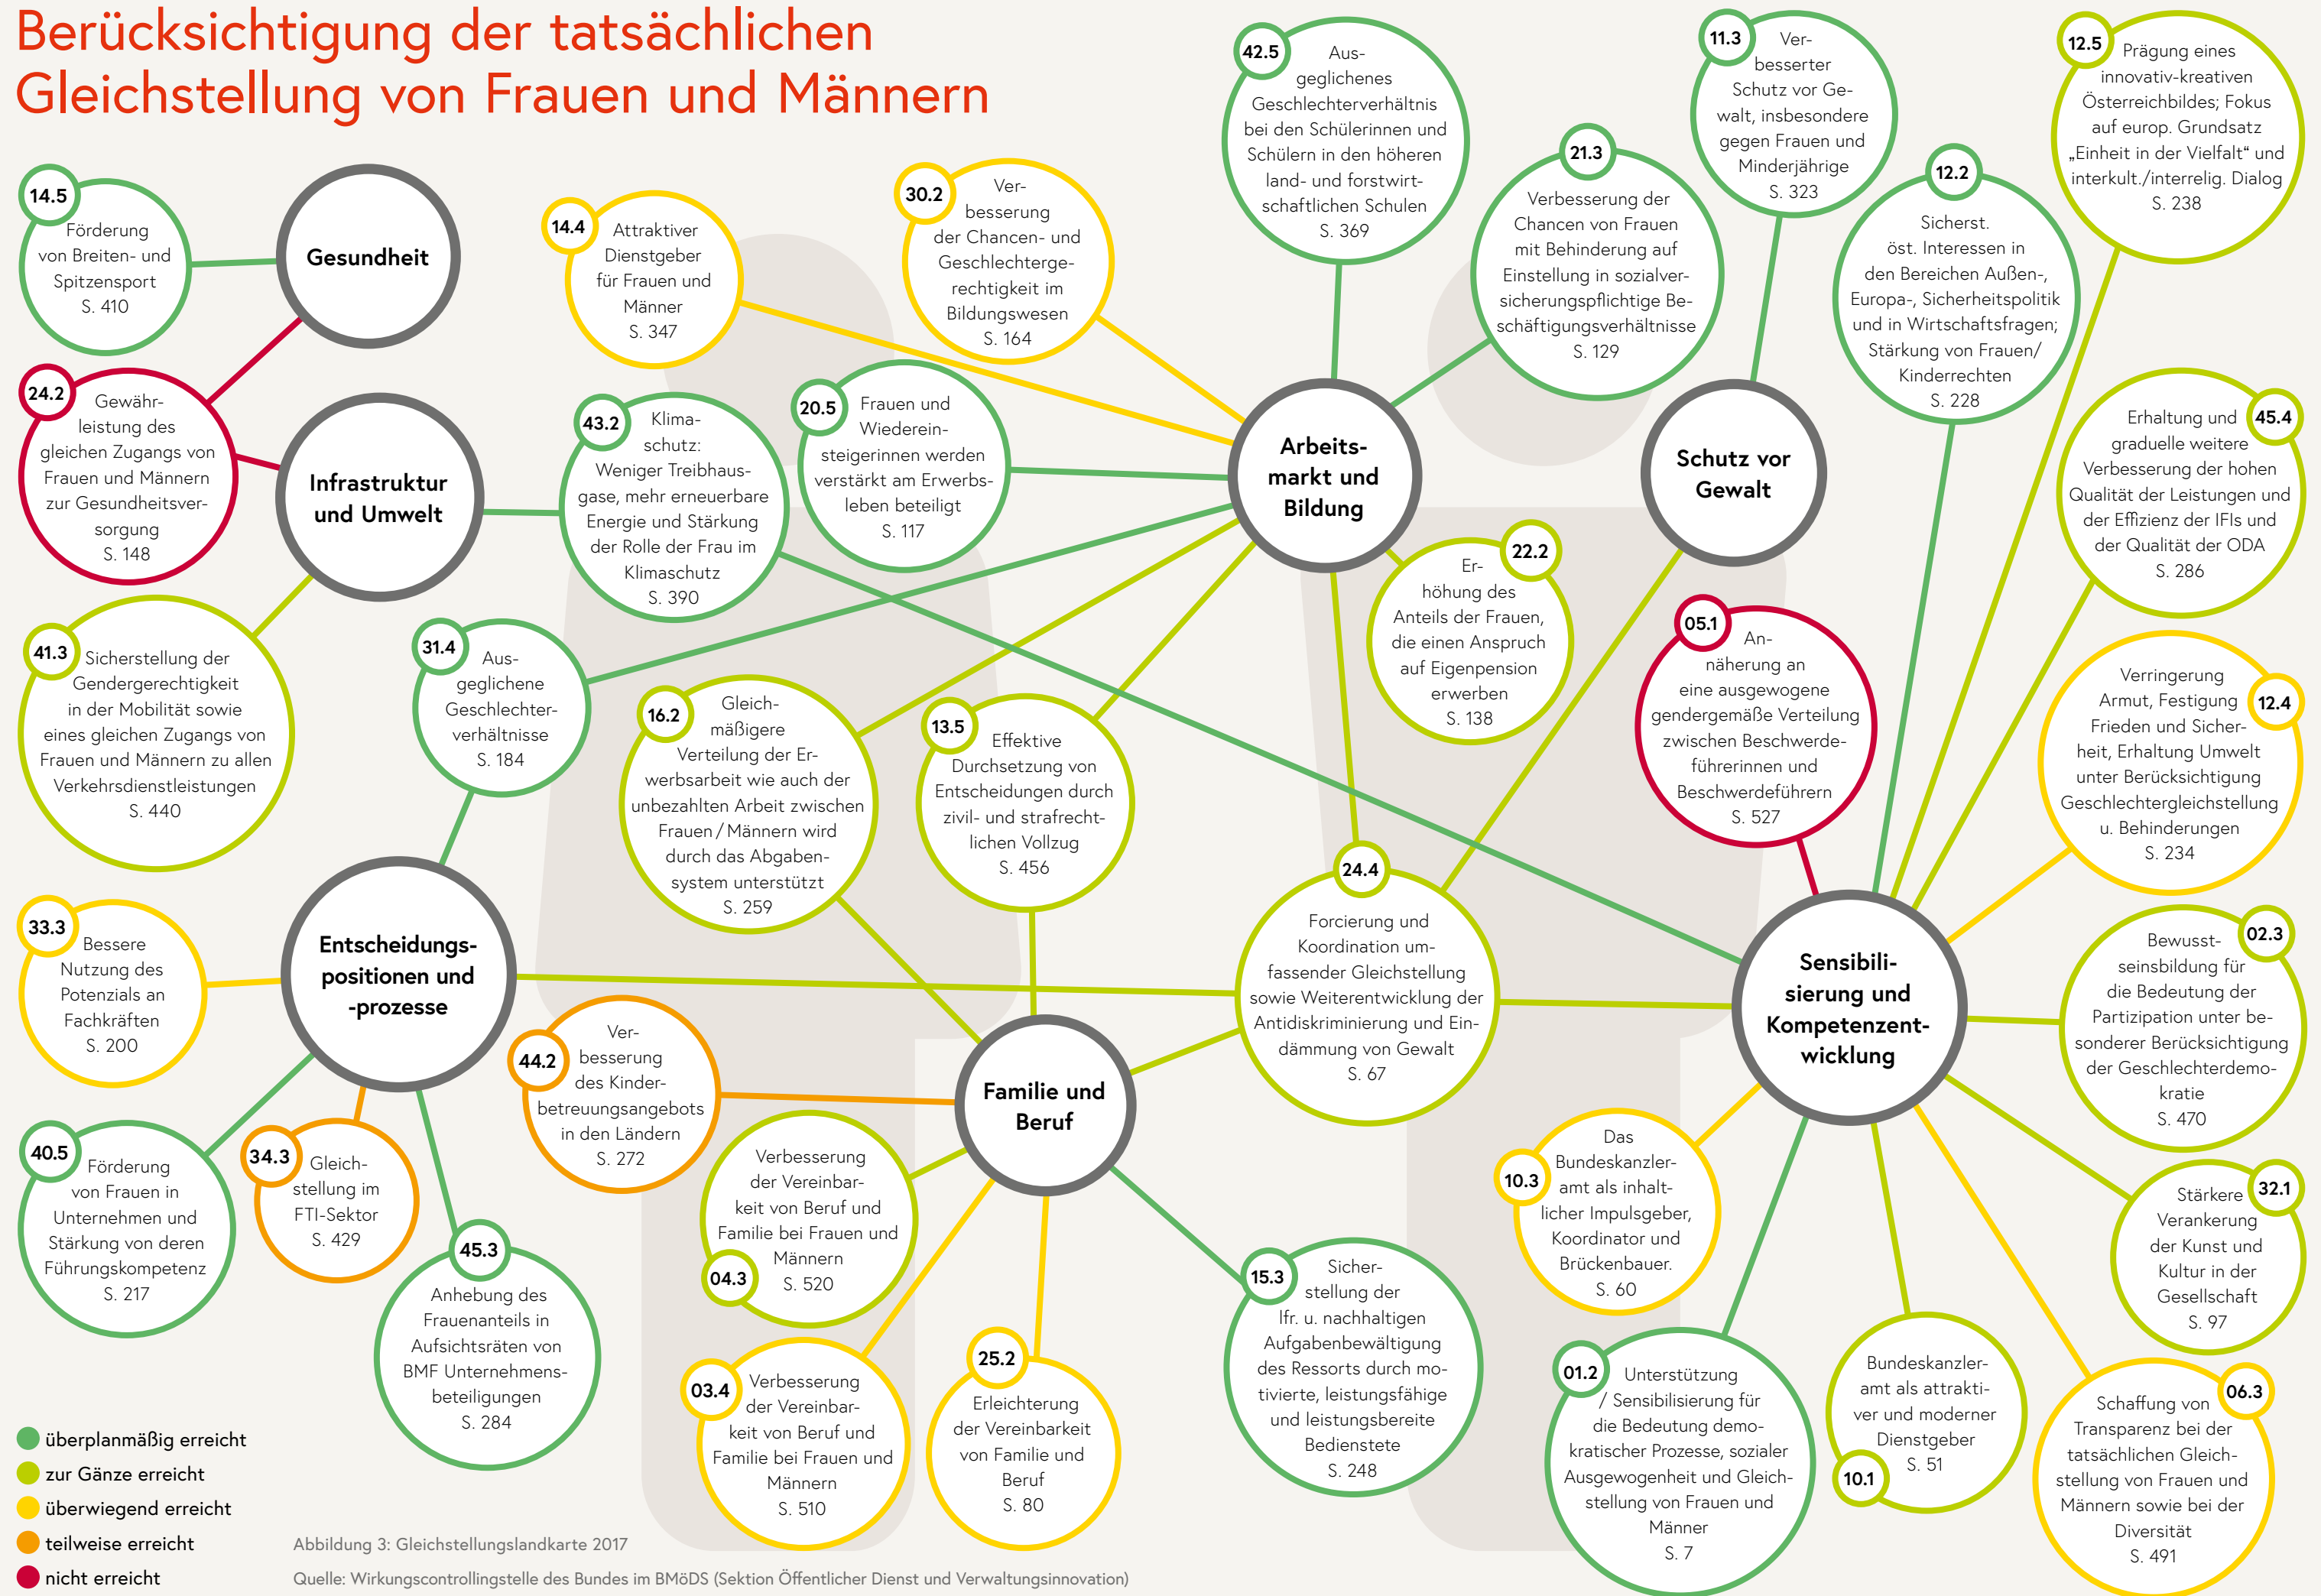 Berücksichtigung der tatsächlichen
Gleichstellung von Frauen und Männern
14.5
Förderung
von Breiten- und
Spitzensport
S. 410
Gesundheit
24.2
Gewähr-
leistung des
gleichen Zugangs von
Frauen und Männern
zur Gesundheitsver-
sorgung
S. 148
Infrastruktur
und Umwelt
41.3
Sicherstellung der
Gendergerechtigkeit
in der Mobilität sowie
eines gleichen Zugangs von
Frauen und Männern zu allen
Verkehrsdienstleistungen
S. 440
14.4
Attraktiver
Dienstgeber
für Frauen und
Männer
S. 347
30.2
Ver-
besserung
der Chancen- und
Geschlechterge-
rechtigkeit im
Bildungswesen
S. 164
43.2
Klima-
schutz:
Weniger Treibhaus-
gase, mehr erneuerbare
Energie und Stärkung
der Rolle der Frau im
Klimaschutz
S. 390
20.5
Frauen und
Wiederein-
steigerinnen werden
verstärkt am Erwerbs-
leben beteiligt
S. 117
42.5
Aus-
geglichenes
Geschlechterverhältnis
bei den Schülerinnen und
Schülern in den höheren
land- und forstwirt-
schaftlichen Schulen
S. 369
21.3
Verbesserung der
Chancen von Frauen
mit Behinderung auf
Einstellung in sozialver-
sicherungspflichtige Be-
schäftigungsverhältnisse
S. 129
11.3
Ver-
besserter
Schutz vor Ge-
walt, insbesondere
gegen Frauen und
Minderjährige
S. 323
12.2
Sicherst.
öst. Interessen in
den Bereichen Außen-,
Europa-, Sicherheitspolitik
und in Wirtschaftsfragen;
Stärkung von Frauen/
Kinderrechten
S. 228
12.5
Prägung eines
innovativ-kreativen
Österreichbildes; Fokus
auf europ. Grundsatz
„Einheit in der Vielfalt“ und
interkult./interrelig. Dialog
S. 238
Arbeits-
markt und
Bildung
Schutz vor
Gewalt
45.4
Erhaltung und
graduelle weitere
Verbesserung der hohen
Qualität der Leistungen und
der Effizienz der IFIs und
der Qualität der ODA
S. 286
22.2
Er-
höhung des
Anteils der Frauen,
die einen Anspruch
auf Eigenpension
erwerben
S. 138
05.1
An-
näherung an
eine ausgewogene
gendergemäße Verteilung
zwischen Beschwerde-
führerinnen und
Beschwerdeführern
S. 527
12.4
Verringerung
Armut, Festigung
Frieden und Sicher-
heit, Erhaltung Umwelt
unter Berücksichtigung
Geschlechtergleichstellung
u. Behinderungen
S. 234
31.4
Aus-
geglichene
Geschlechter-
verhältnisse
S. 184
16.2
Gleich-
mäßigere
Verteilung der Er-
werbsarbeit wie auch der
unbezahlten Arbeit zwischen
Frauen / Männern wird
durch das Abgaben-
system unterstützt
S. 259
13.5
Effektive
Durchsetzung von
Entscheidungen durch
zivil- und strafrecht-
lichen Vollzug
S. 456
24.4
Forcierung und
Koordination um-
fassender Gleichstellung
sowie Weiterentwicklung der
Antidiskriminierung und Ein-
dämmung von Gewalt
S. 67
33.3
Bessere
Nutzung des
Potenzials an
Fachkräften
S. 200
Entscheidungs-
positionen und
-prozesse
44.2
Ver-
besserung
des Kinder-
betreuungsangebots
in den Ländern
S. 272
Familie und
Beruf
Sensibili-
sierung und
Kompetenzent-
wicklung
02.3
Bewusst-
seinsbildung für
die Bedeutung der
Partizipation unter be-
sonderer Berücksichtigung
der Geschlechterdemo-
kratie
S. 470
40.5
Förderung
von Frauen in
Unternehmen und
Stärkung von deren
Führungskompetenz
S. 217
34.3
Gleich-
stellung im
FTI-Sektor
S. 429
45.3
Anhebung des
Frauenanteils in
Aufsichtsräten von
BMF Unternehmens-
beteiligungen
S. 284
Verbesserung
der Vereinbar-
keit von Beruf und
Familie bei Frauen und
Männern
04.3
S. 520
03.4
Verbesserung
der Vereinbar-
keit von Beruf und
Familie bei Frauen und
Männern
S. 510
25.2
Erleichterung
der Vereinbarkeit
von Familie und
Beruf
S. 80
15.3
Sicher-
stellung der
lfr. u. nachhaltigen
Aufgabenbewältigung
des Ressorts durch mo-
tivierte, leistungsfähige
und leistungsbereite
Bedienstete
S. 248
10.3
Das
Bundeskanzler-
amt als inhalt-
licher Impulsgeber,
Koordinator und
Brückenbauer.
S. 60
01.2
Unterstützung
/ Sensibilisierung für
die Bedeutung demo-
kratischer Prozesse, sozialer
Ausgewogenheit und Gleich-
stellung von Frauen und
Männer
S. 7
Bundeskanzler-
amt als attrakti-
ver und moderner
Dienstgeber
S. 51
10.1
32.1
Stärkere
Verankerung
der Kunst und
Kultur in der
Gesellschaft
S. 97
06.3
Schaffung von
Transparenz bei der
tatsächlichen Gleich-
stellung von Frauen und
Männern sowie bei der
Diversität
S. 491
überplanmäßig erreicht
zur Gänze erreicht
überwiegend erreicht
teilweise erreicht
nicht erreicht
Abbildung 3: Gleichstellungslandkarte 2017
Quelle: Wirkungscontrollingstelle des Bundes im BMöDS (Sektion Öffentlicher Dienst und Verwaltungsinnovation)